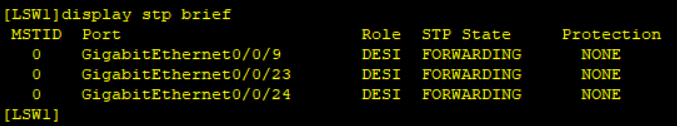 [LSW1]display stp brief
MSTID Port Role STP State Protection
0 GigabitEthernet0/0/9 DESI FORWARDING NONE
0 GigabitEthernet0/0/23 DESI FORWARDING NONE
0 GigabitEthernet0/0/24 DESI FORWARDING NONE
[LSW1]